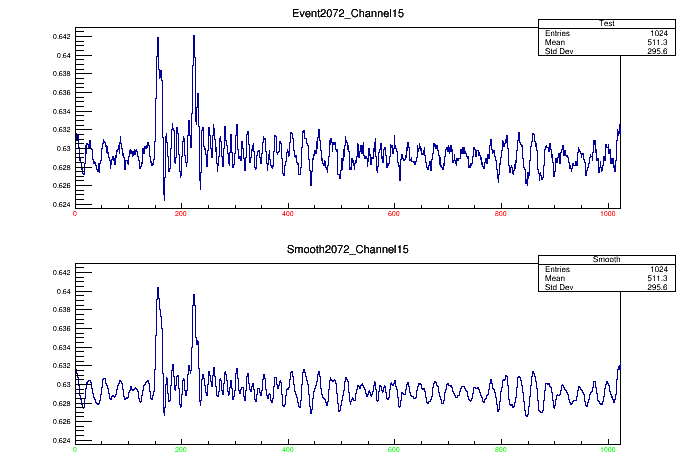 Event2072_Channel15
Test
Entries 1024
Mean 511.3
Std Dev 295.6
0.642
0.64
0.638
0.636
0.634
0.632
0.63
0.628
0.626
0.624
0 200 400 600 800 1000
Smooth2072_Channel15
Smooth
Entries 1024
Mean 511.3
Std Dev 295.6
0.642
0.64
0.638
0.636
0.634
0.632
0.63
0.628
0.626
0.624
0 200 400 600 800 1000